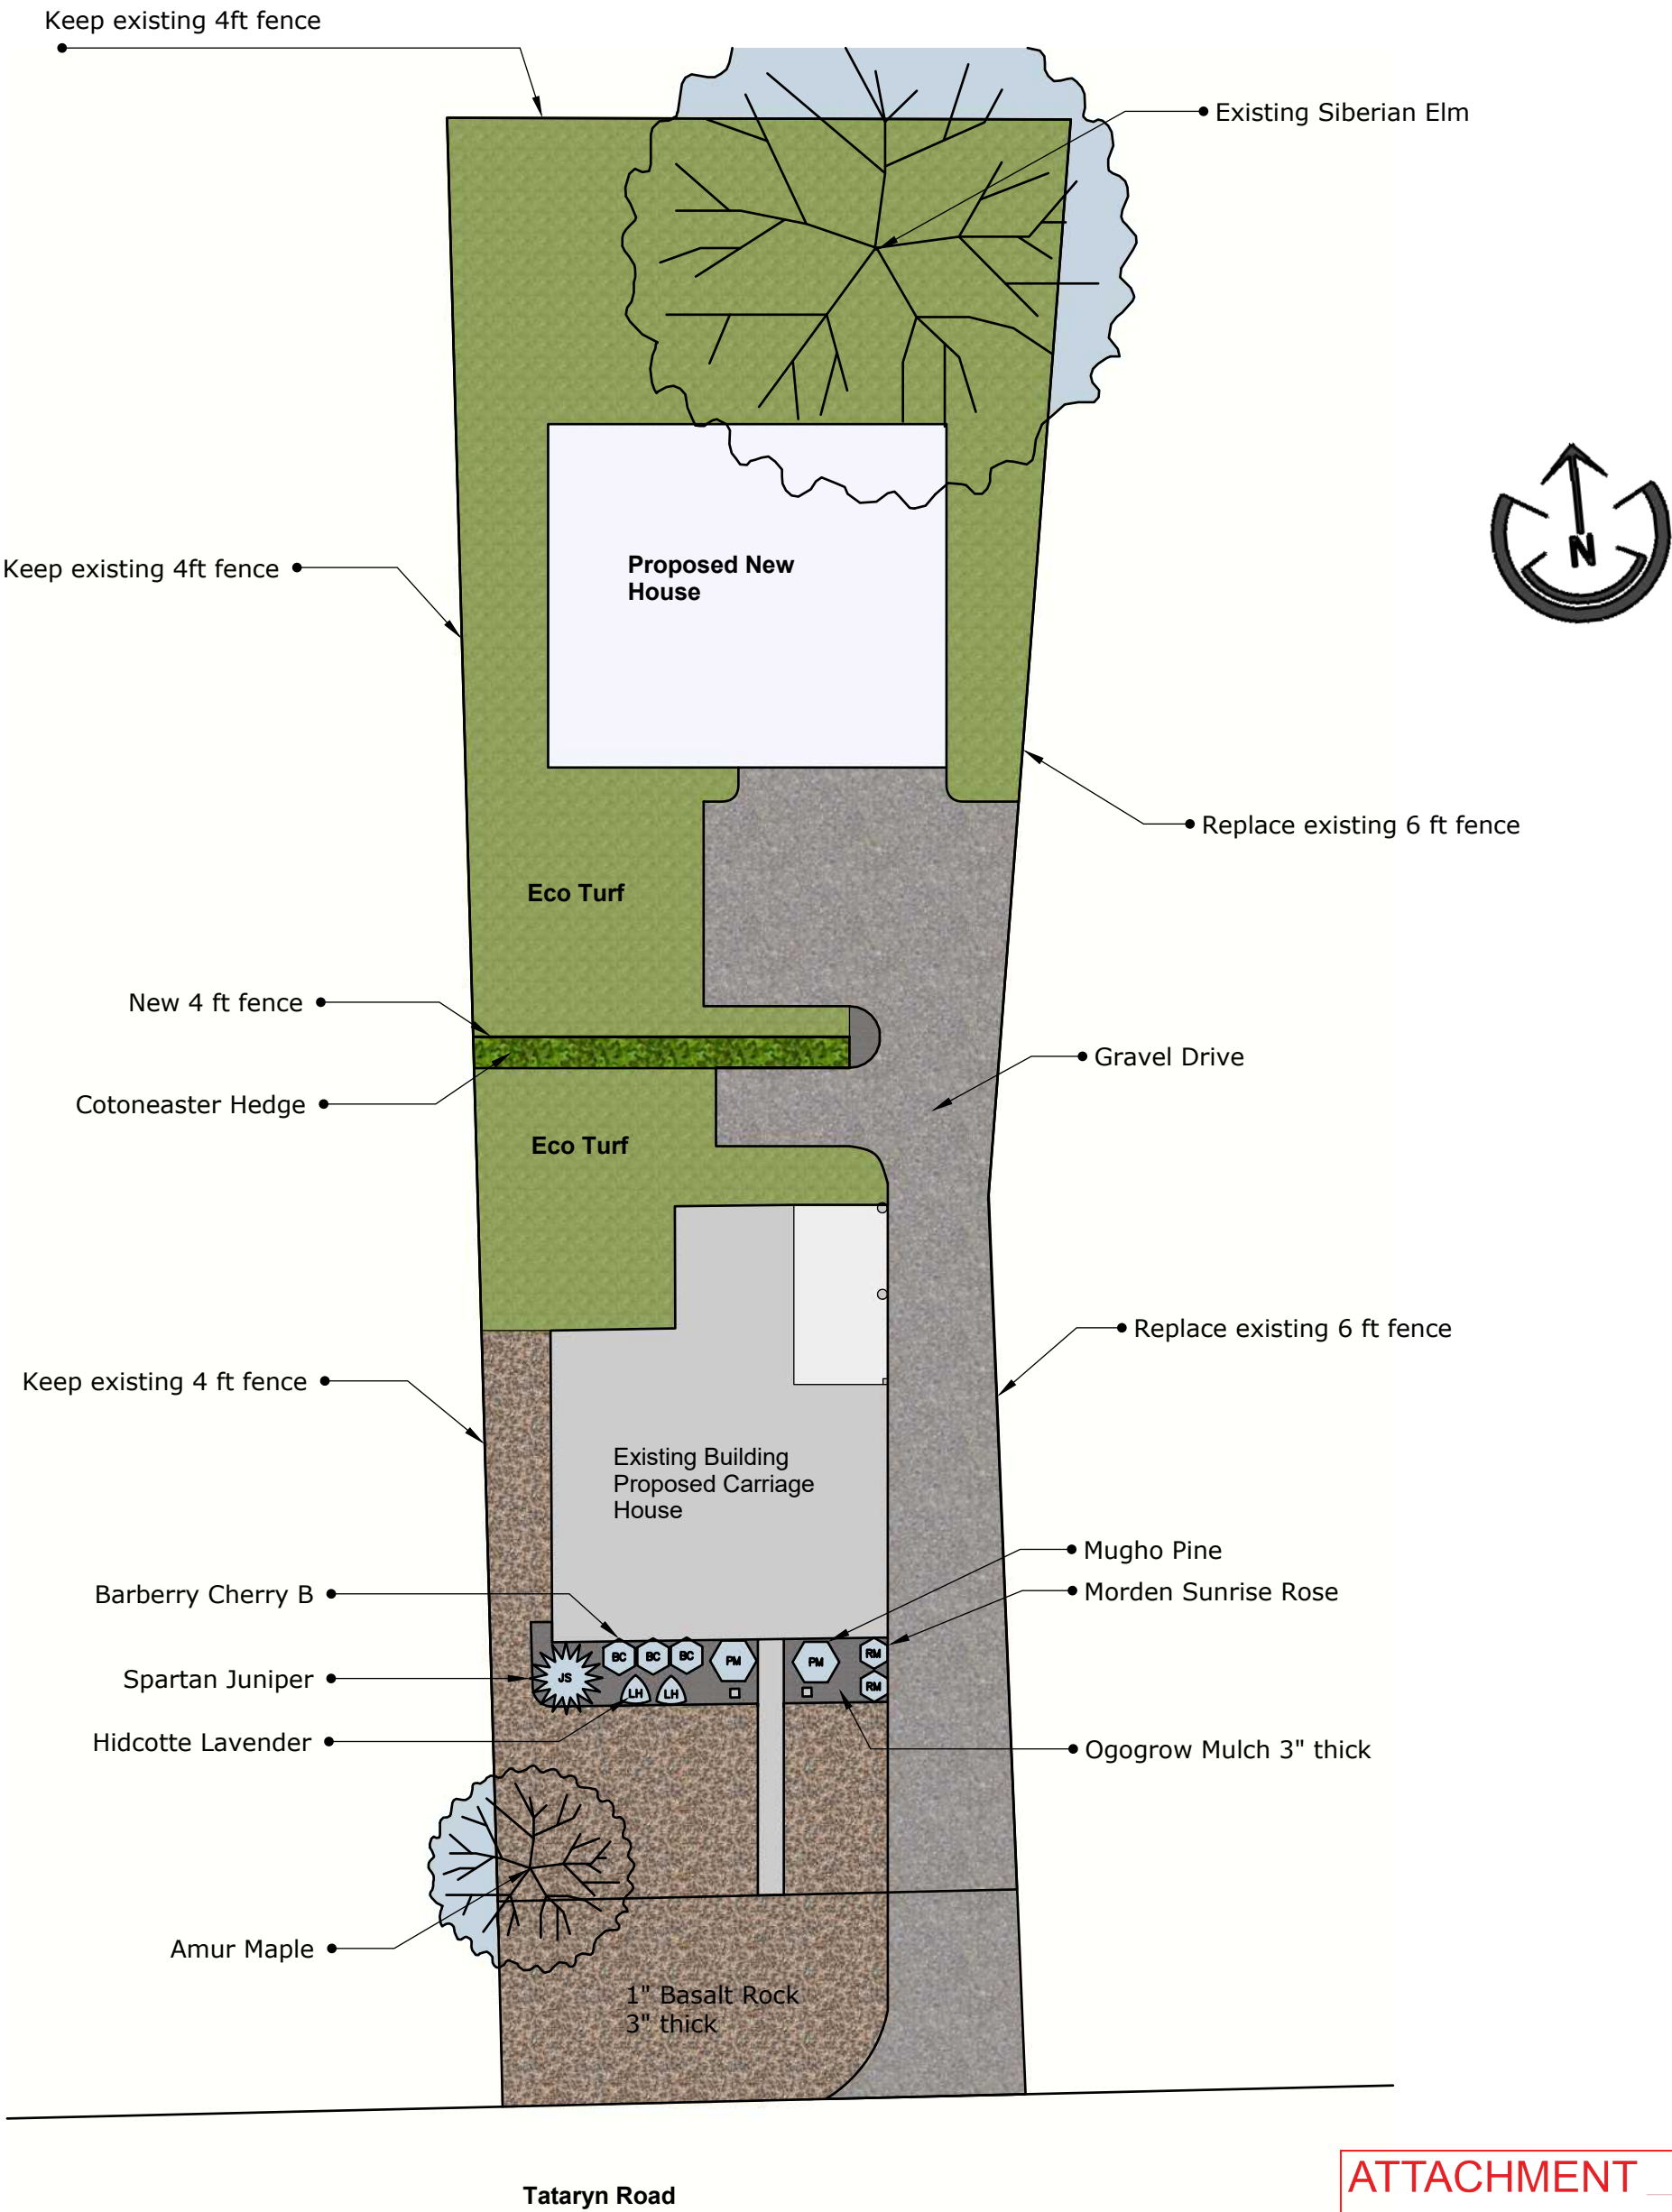 Keep existing 4ft fence
Existing Siberian Elm
N
Keep existing 4ft fence
Proposed New
House
Replace existing 6 ft fence
Eco Turf
New 4 ft fence
Gravel Drive
Cotoneaster Hedge
Eco Turf
Replace existing 6 ft fence
Keep existing 4 ft fence
Existing Building
Proposed Carriage
House
Mugho Pine
Morden Sunrise Rose
Barberry Cherry B
BC BC BC PM PM RM
Spartan Juniper
JS
LH LH RM
Hidcotte Lavender
Ogogrow Mulch 3" thick
Amur Maple
1" Basalt Rock
3" thick
Tataryn Road
ATTACHMENT